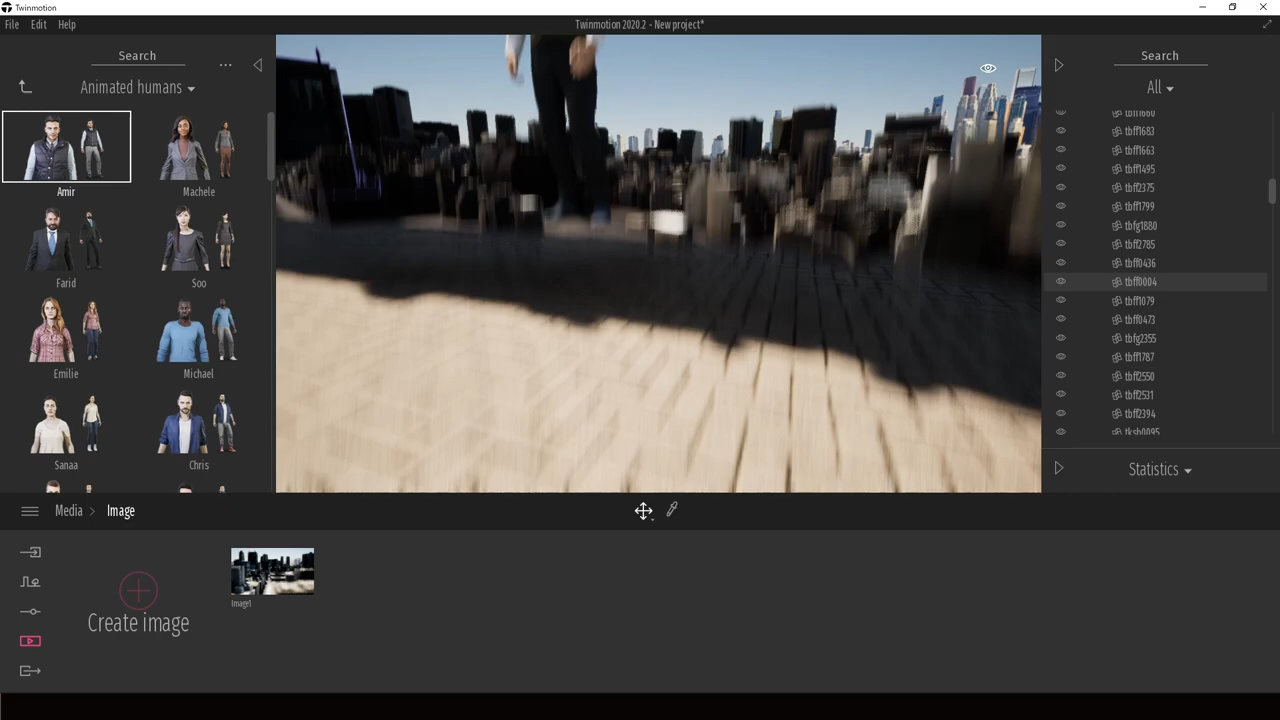 Twinmotion
File Edit Help
Twinmotion 2020.2 - New project*
Search
...
Animated humans
Amir
Machele
Farid
Soo
Emilie
Michael
Sanaa
Chris
Search
All
tbff1683
tbff1663
tbff1495
tbff2375
tbff1799
tbfg1880
tbff2785
tbff0436
tbff0004
tbff1079
tbff0473
tbfg2355
tbff1787
tbff2550
tbff2531
tbff2394
Statistics
Media > Image
Create image
Image1